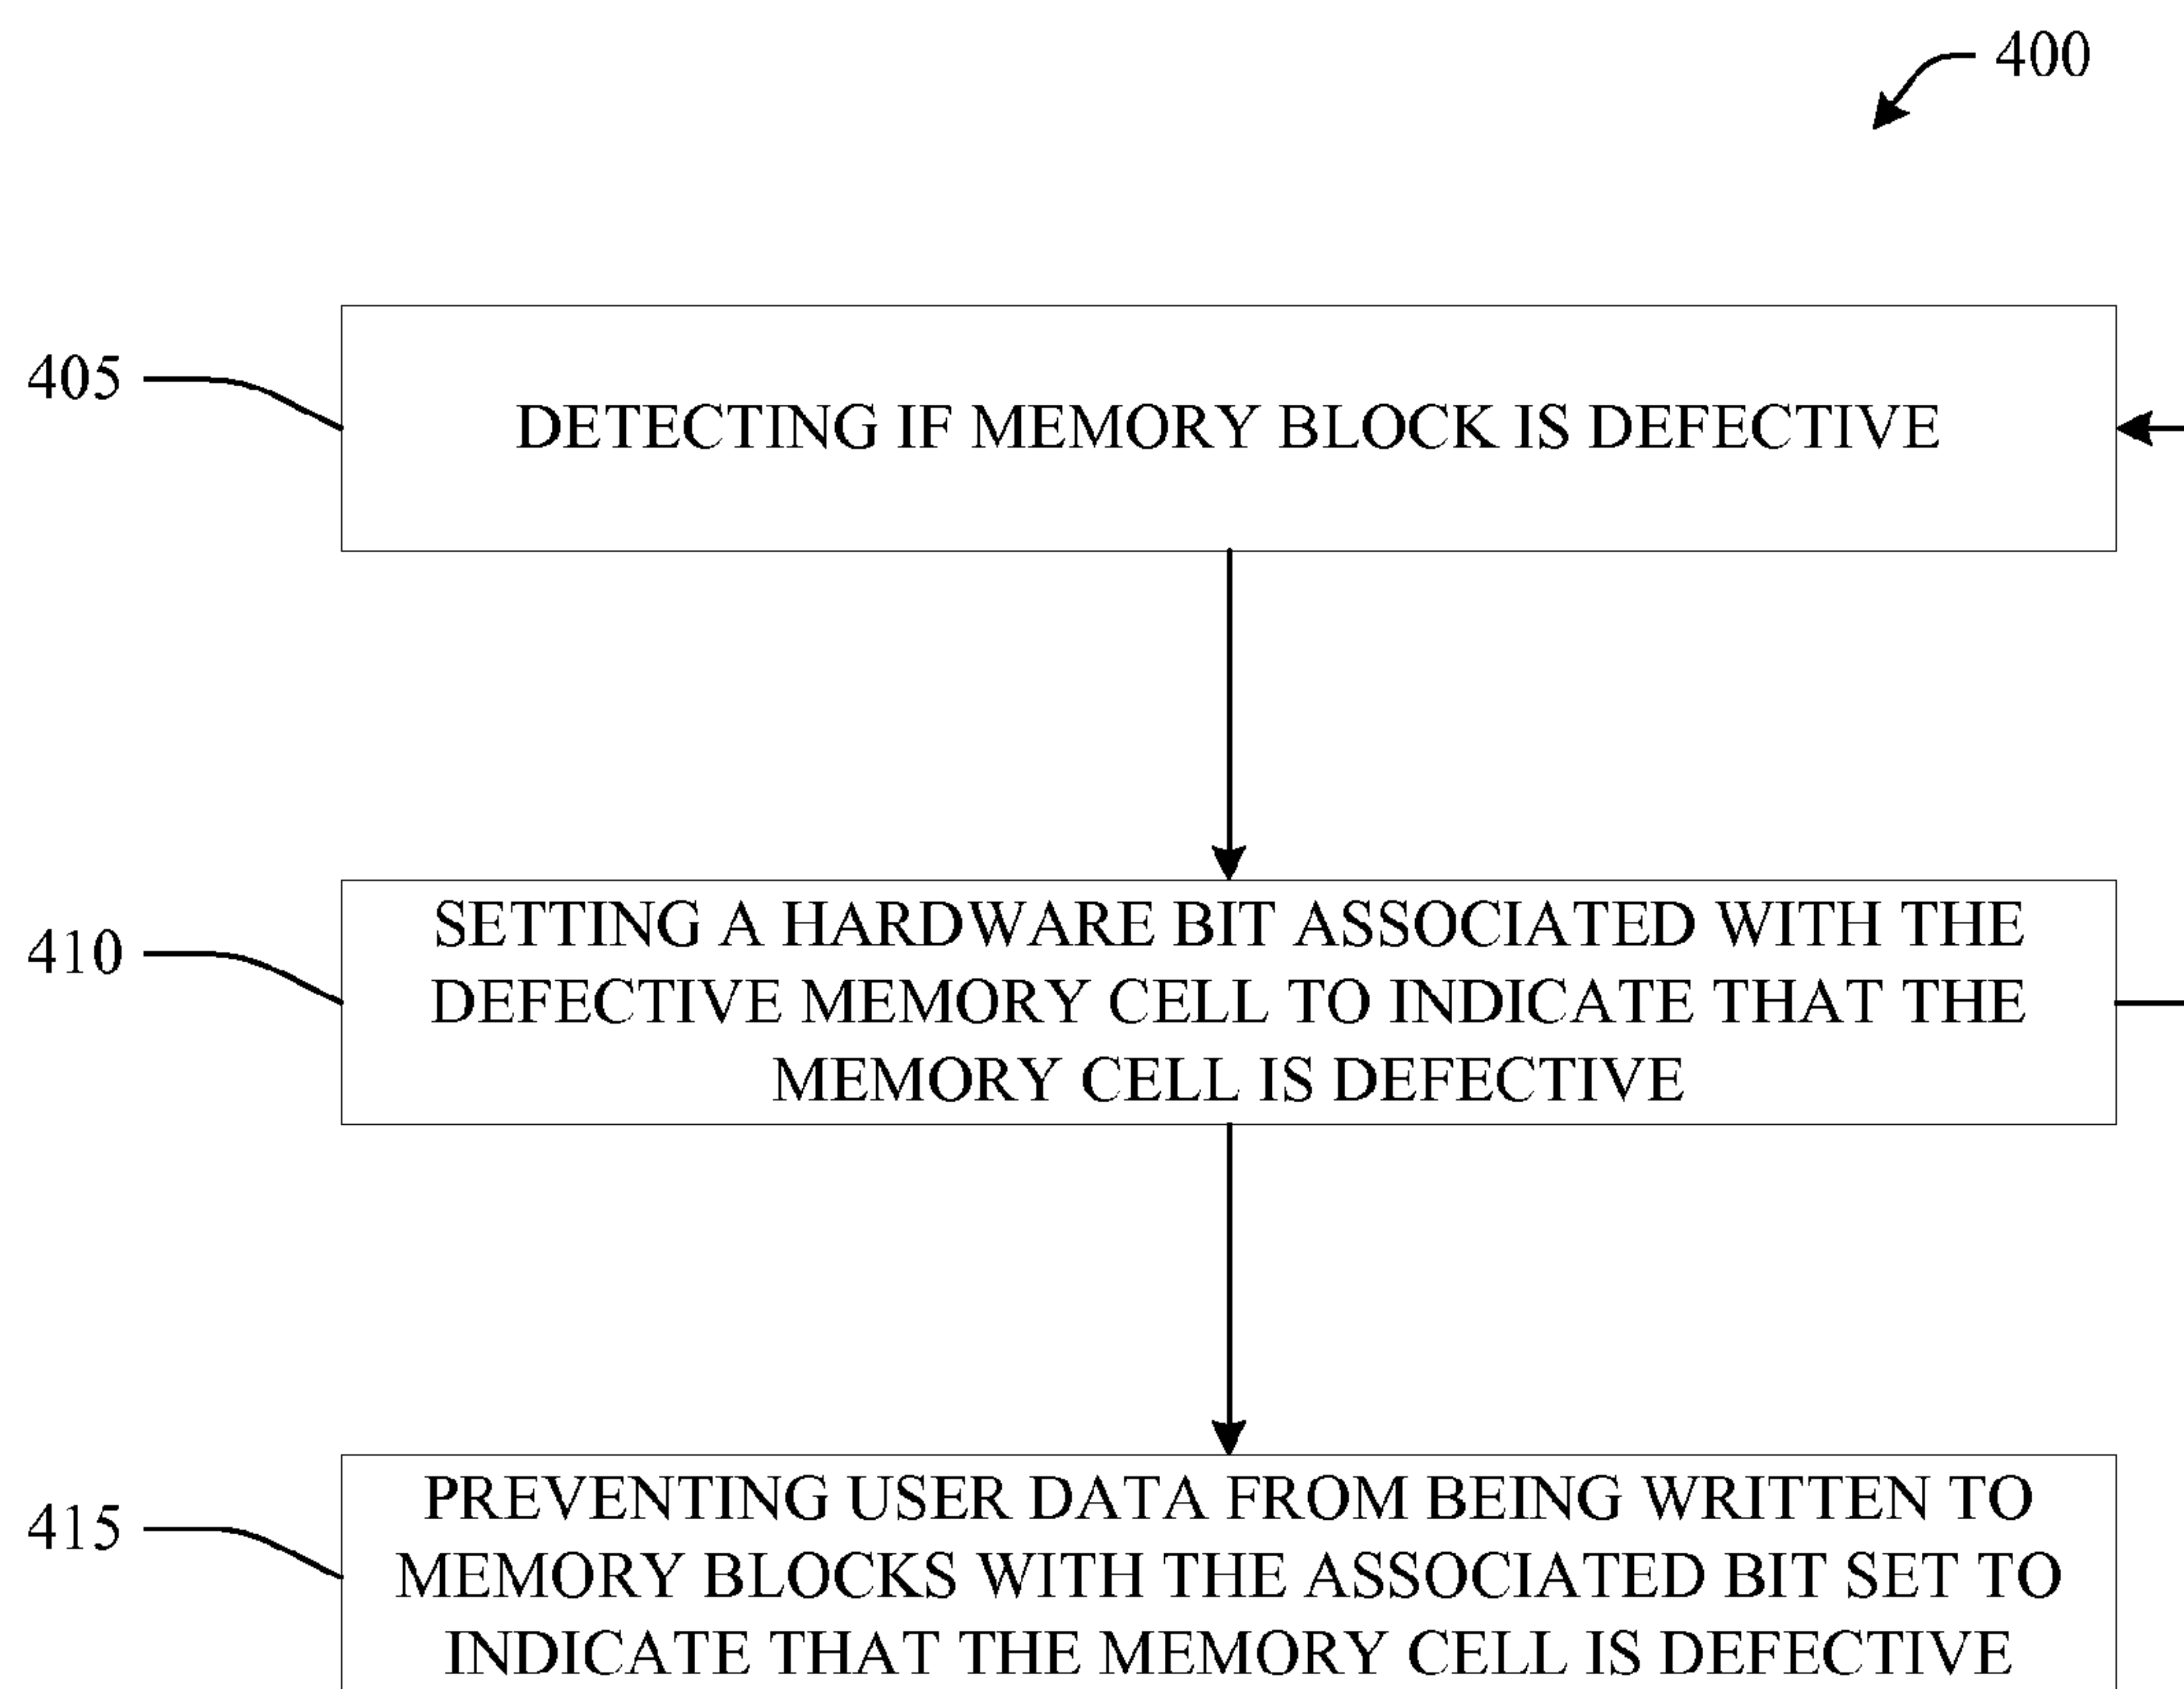 400
405
DETECTING IF MEMORY BLOCK IS DEFECTIVE
410
SETTING A HARDWARE BIT ASSOCIATED WITH THE
DEFECTIVE MEMORY CELL TO INDICATE THAT THE
MEMORY CELL IS DEFECTIVE
415
PREVENTING USER DATA FROM BEING WRITTEN TO
MEMORY BLOCKS WITH THE ASSOCIATED BIT SET TO
INDICATE THAT THE MEMORY CELL IS DEFECTIVE